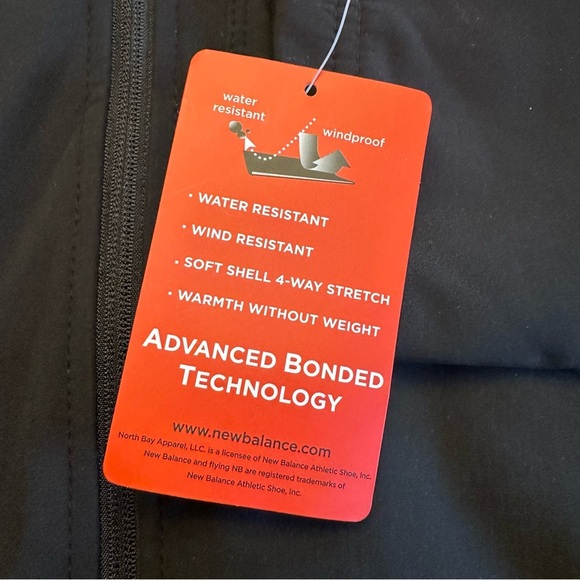 water
resistant
windproof
· WATER RESISTANT
· WIND RESISTANT
· SOFT SHELL 4-WAY STRETCH
· WARMTH WITHOUT WEIGHT
ADVANCED BONDED
TECHNOLOGY
www.newbalance.com
North Bay Apparel, LLC. is a licensee of New Balance Athletic Shoe, Inc.
New Balance and flying NB are registered trademarks of
New Balance Athletic Shoe, Inc.